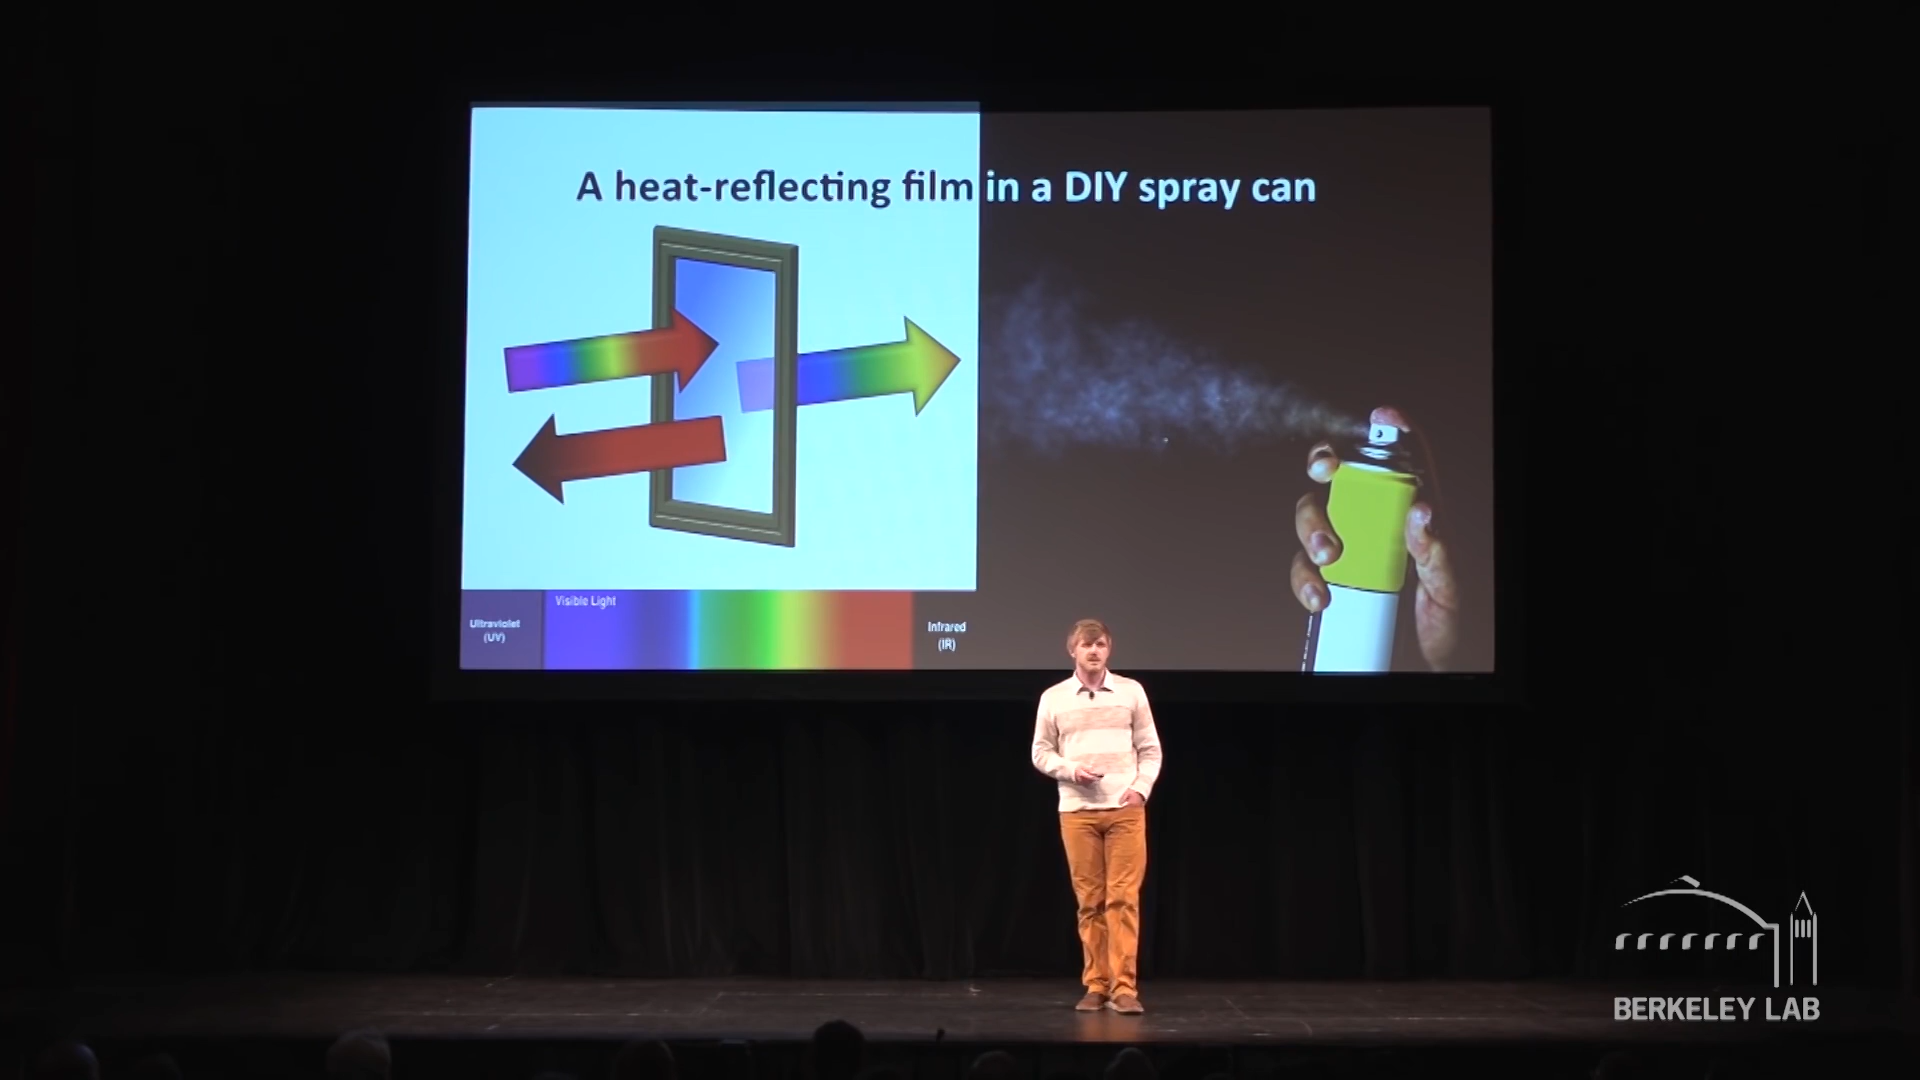 A heat-reflecting film in a DIY spray can
Visible Light
Ultraviolet
(UV)
Infrared
(IR)
BERKELEY LAB